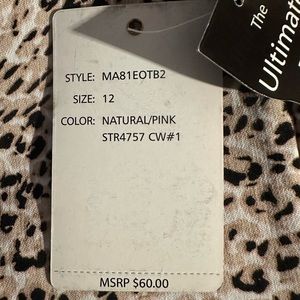 The
Ultimat
STYLE: MA81EOTB2
SIZE: 12
COLOR: NATURAL/PINK
STR4757 CW#1
MSRP $60.00